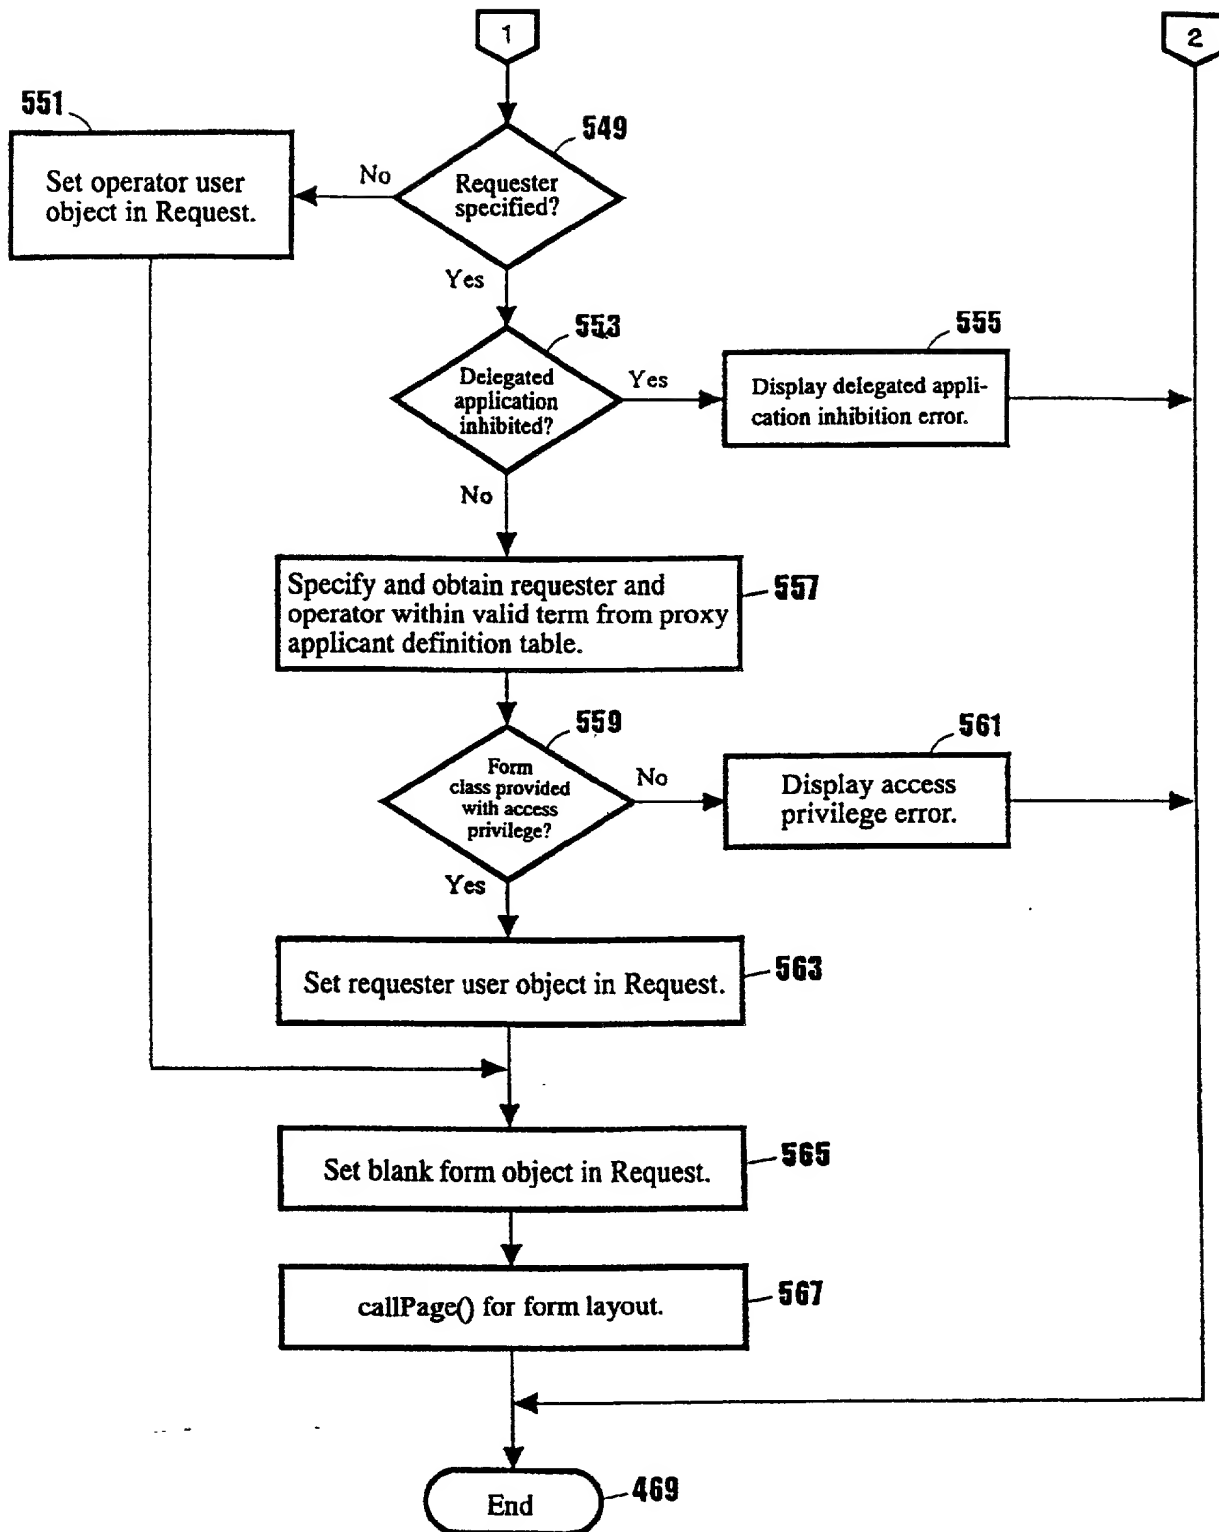 1
2
551
549
Set operator user
object in Request.
No
Requester
specified?
Yes
553
555
Delegated
application
inhibited?
Yes
Display delegated appli-
cation inhibition error.
No
Specify and obtain requester and
operator within valid term from proxy
applicant definition table.
557
559
561
Form
class provided
with access
privilege?
No
Display access
privilege error.
Yes
Set requester user object in Request.
563
Set blank form object in Request.
565
callPage() for form layout.
567
End
469